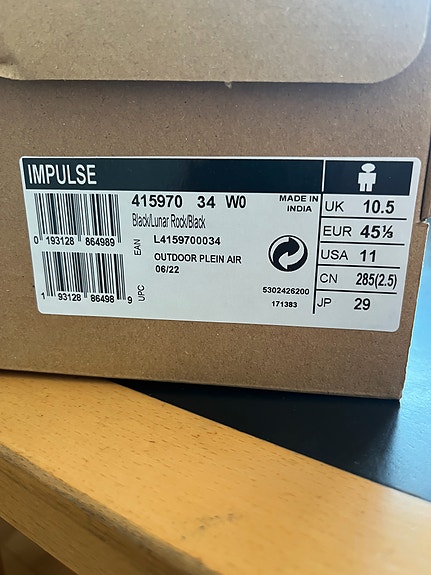 IMPULSE
415970 34 W0
Black/Lunar Rock/Black
MADE IN
INDIA
EAN
0 193128 864989
L4159700034
OUTDOOR PLEIN AIR
06/22
UPC
1 93128 86498 9
5302426200
171383
UK 10.5
EUR 45⅓
USA 11
CN 285(2.5)
JP 29